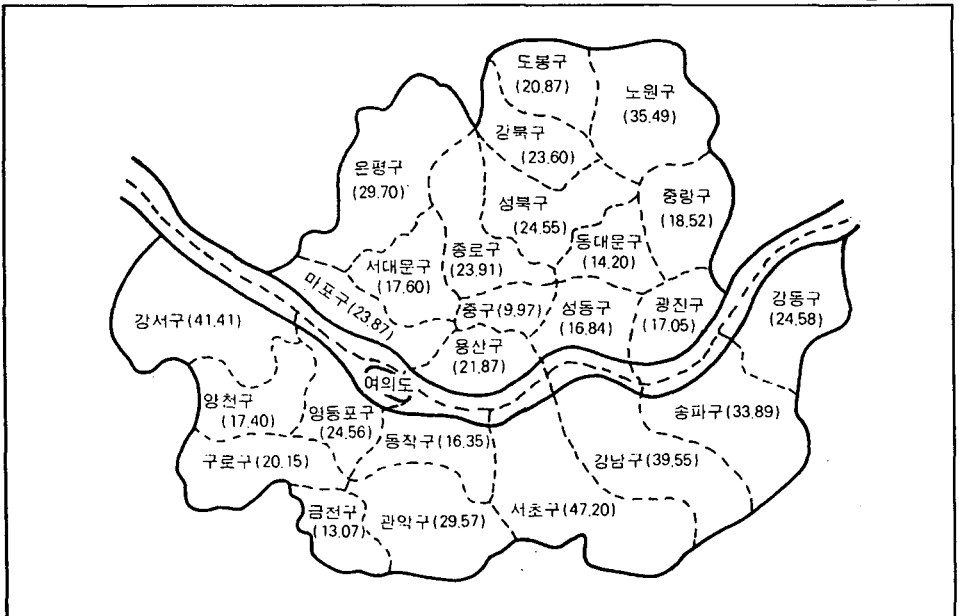 도봉구
(20.87)
노원구
(35.49)
강북구
(23.60)
은평구
(29.70)
중랑구
(18.52)
성북구
(24.55)
동대문구
(14.20)
종로구
(23.91)
서대문구
(17.60)
마포구(23.87)
중구(9.97)
성동구
(16.84)
광진구
(17.05)
강동구
(24.58)
강서구(41.41)
용산구
(21.87)
여의도
양천구
(17.40)
영등포구
(24.56)
동작구(16.35)
송파구(33.89)
구로구(20.15)
강남구(39.55)
금천구
(13.07)
관악구(29.57)
서초구(47.20)